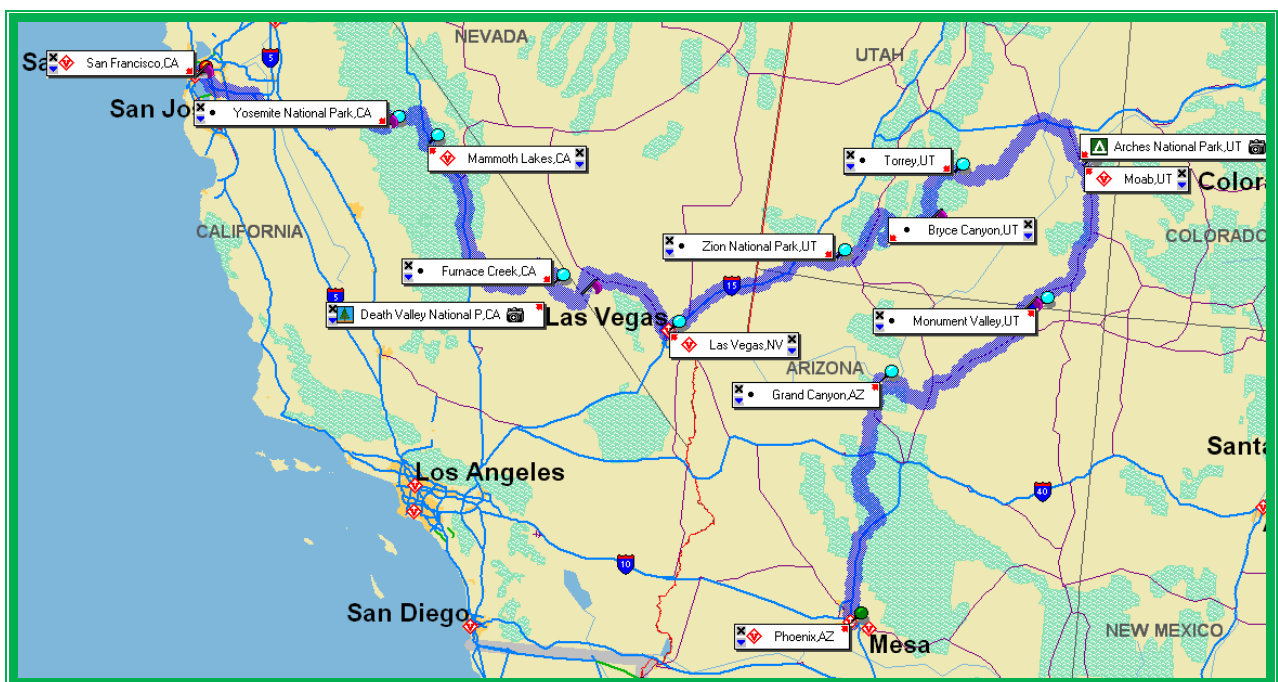 NEVADA
UTAH
5
Sa
San Francisco,CA
San Jo
Yosemite National Park,CA
Arches National Park,UT
Mammoth Lakes,CA
Torrey,UT
Moab,UT
Color
CALIFORNIA
Bryce Canyon,UT
COLORADO
Zion National Park,UT
Furnace Creek,CA
15
5
Death Valley National P,CA
Las Vegas
Monument Valley,UT
Las Vegas,NV
ARIZONA
Grand Canyon,AZ
Santa
Los Angeles
40
10
San Diego
Phoenix,AZ
Mesa
NEW MEXICO